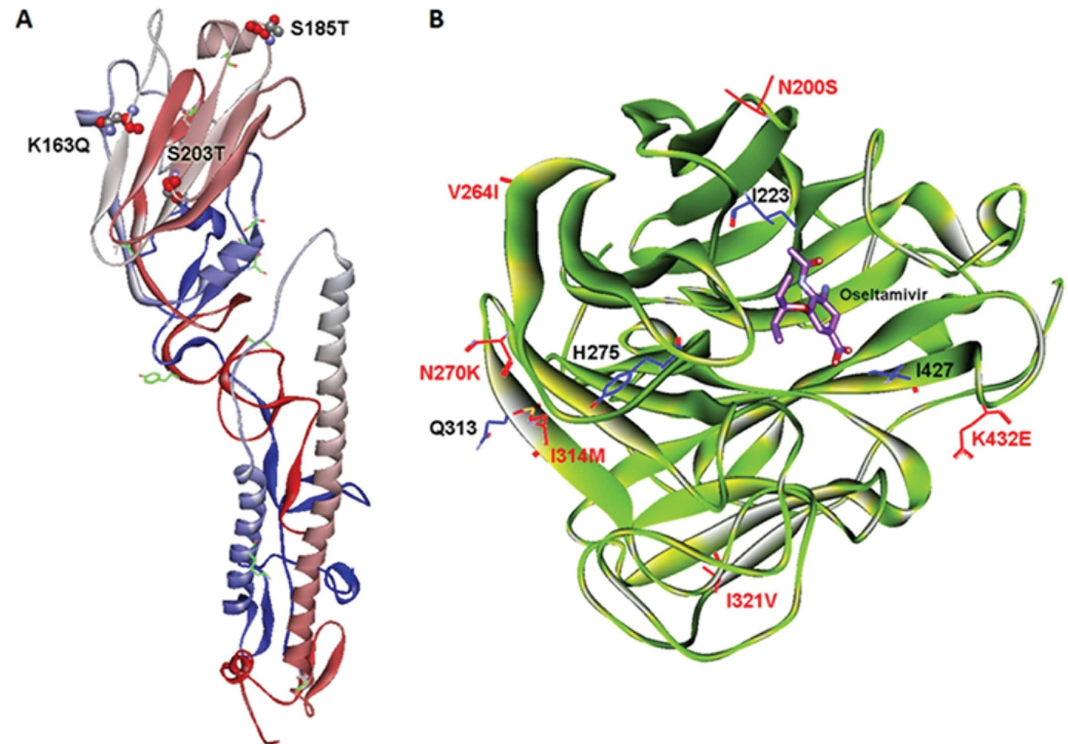 A
S185T
K163Q
S203T
B
N200S
V264I
I223
Oseltamivir
H275
N270K
I427
Q313
I314M
K432E
I321V